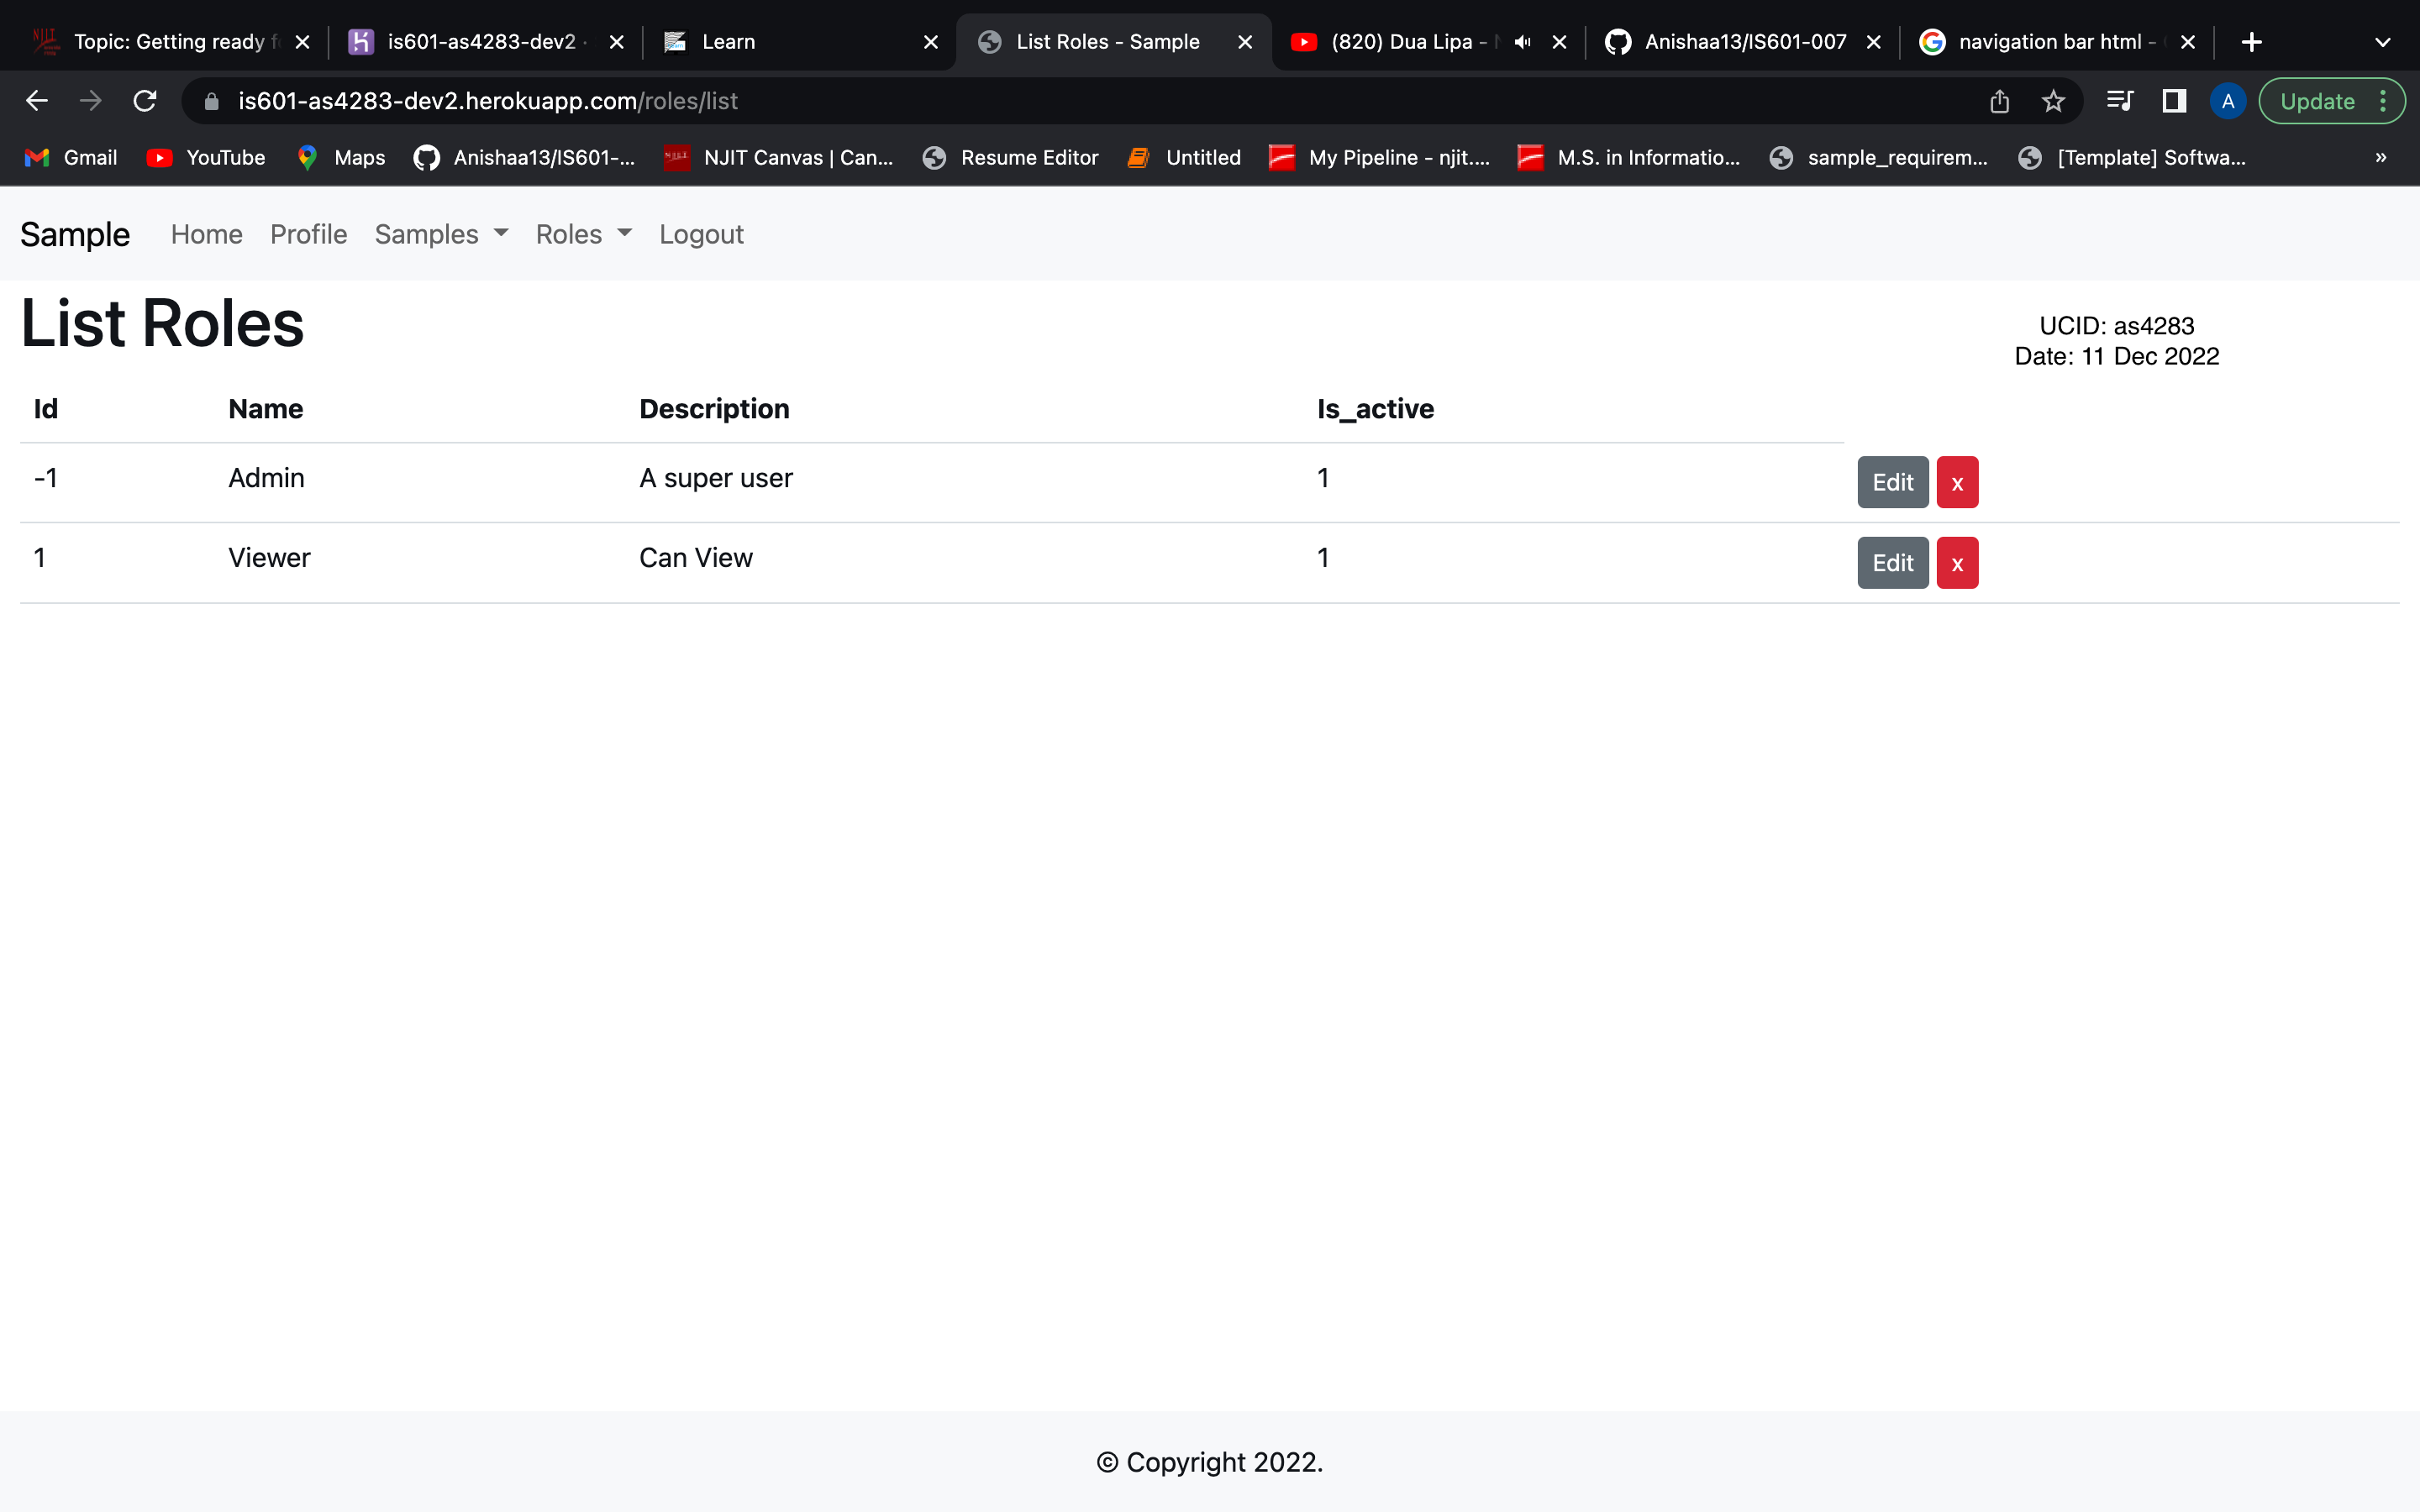 Topic: Getting ready f
is601-as4283-dev2 ·
Learn
List Roles - Sample
(820) Dua Lipa -
Anishaa13/IS601-007
navigation bar html -
is601-as4283-dev2.herokuapp.com/roles/list
A
Update
Gmail
YouTube
Maps
Anishaa13/IS601-...
NJIT Canvas | Can...
Resume Editor
Untitled
My Pipeline - njit....
M.S. in Informatio...
sample_requirem...
[Template] Softwa...
»
Sample Home Profile Samples Roles Logout
List Roles
UCID: as4283
Date: 11 Dec 2022
Id Name Description Is_active
-1 Admin A super user 1 Edit x
1 Viewer Can View 1 Edit x
© Copyright 2022.